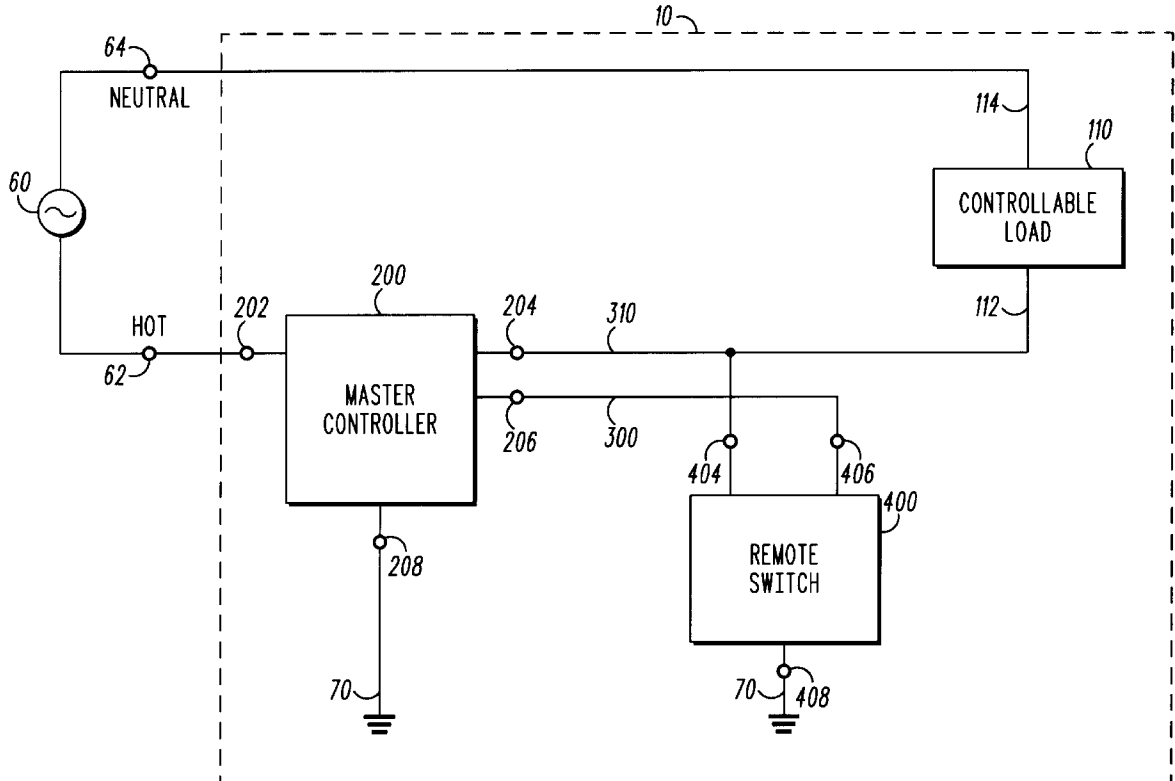 10
64
NEUTRAL
114
110
60
CONTROLLABLE
LOAD
200
112
HOT
202
204
310
62
MASTER
CONTROLLER
206
300
404
406
400
208
REMOTE
SWITCH
70
70
408